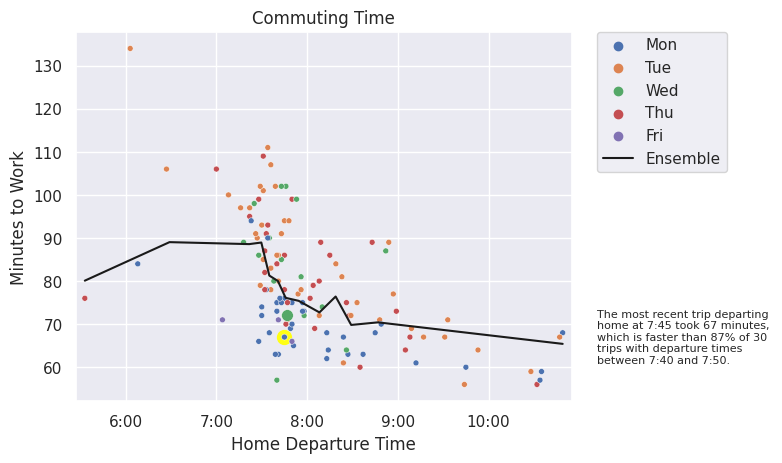 Commuting Time
Minutes to Work
130
120
110
100
90
80
70
60
6:00 7:00 8:00 9:00 10:00
Home Departure Time
Mon
Tue
Wed
Thu
Fri
Ensemble
The most recent trip departing
home at 7:45 took 67 minutes,
which is faster than 87% of 30
trips with departure times
between 7:40 and 7:50.